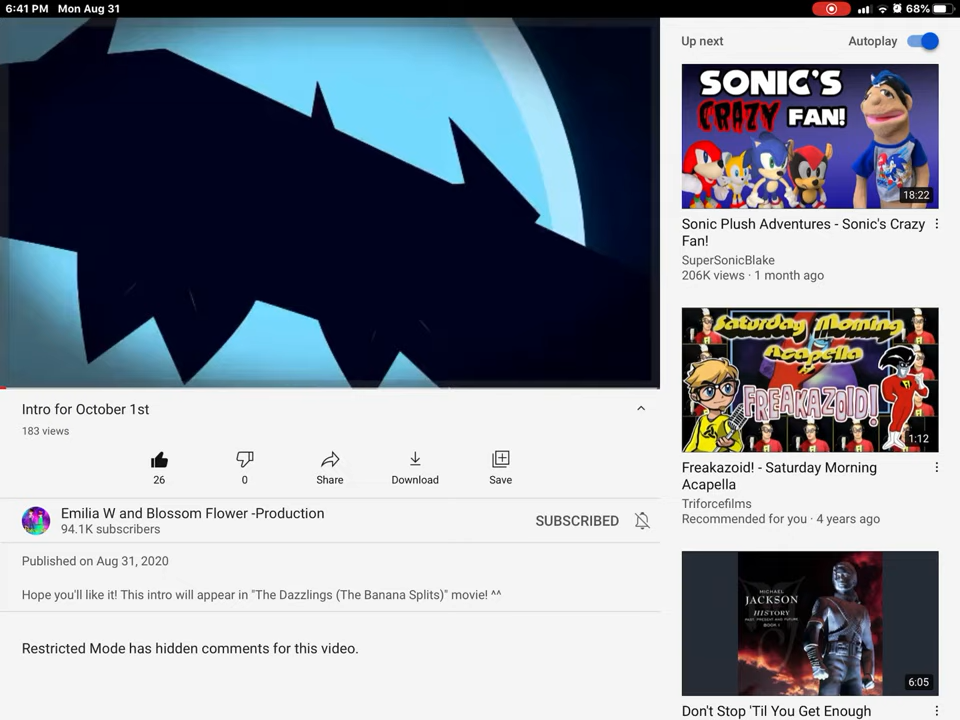 6:41 PM Mon Aug 31
68%
Up next
Autoplay
SONIC'S
CRAZY FAN!
18:22
Sonic Plush Adventures - Sonic's Crazy
Fan!
SuperSonicBlake
206K views · 1 month ago
Saturday Morning
Acapella
FREAKAZOID!
1:12
Freakazoid! - Saturday Morning
Acapella
Triforcefilms
Recommended for you · 4 years ago
MICHAEL
JACKSON
HISTORY
PAST, PRESENT AND FUTURE
BOOK I
6:05
Don't Stop 'Til You Get Enough
Intro for October 1st
183 views
26
0
Share
Download
Save
Emilia W and Blossom Flower -Production
94.1K subscribers
SUBSCRIBED
Published on Aug 31, 2020
Hope you'll like it! This intro will appear in "The Dazzlings (The Banana Splits)" movie! ^^
Restricted Mode has hidden comments for this video.